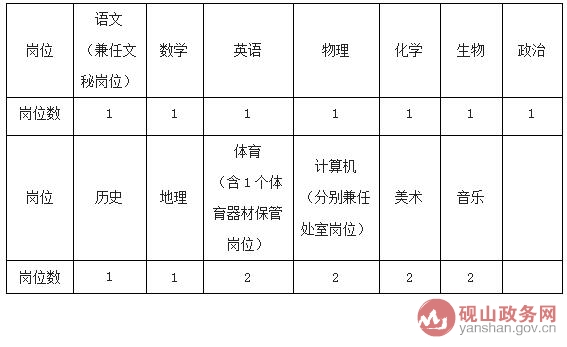 岗位 语文（兼任文秘岗位） 数学 英语 物理 化学 生物 政治
岗位数 1 1 1 1 1 1 1
岗位 历史 地理 体育（含1个体育器材保管岗位） 计算机（分别兼任处室岗位） 美术 音乐
岗位数 1 1 2 2 2 2
砚山政务网
yanshan.gov.cn